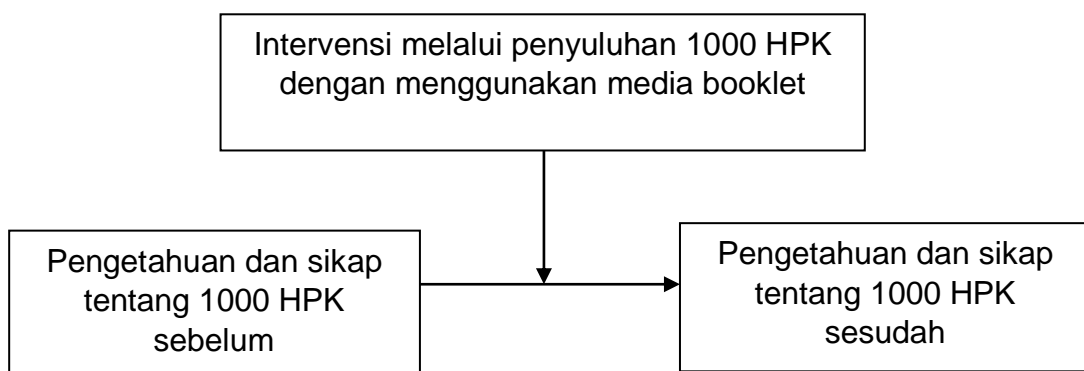 Intervensi melalui penyuluhan 1000 HPK
dengan menggunakan media booklet
Pengetahuan dan sikap
tentang 1000 HPK
sebelum
Pengetahuan dan sikap
tentang 1000 HPK
sesudah